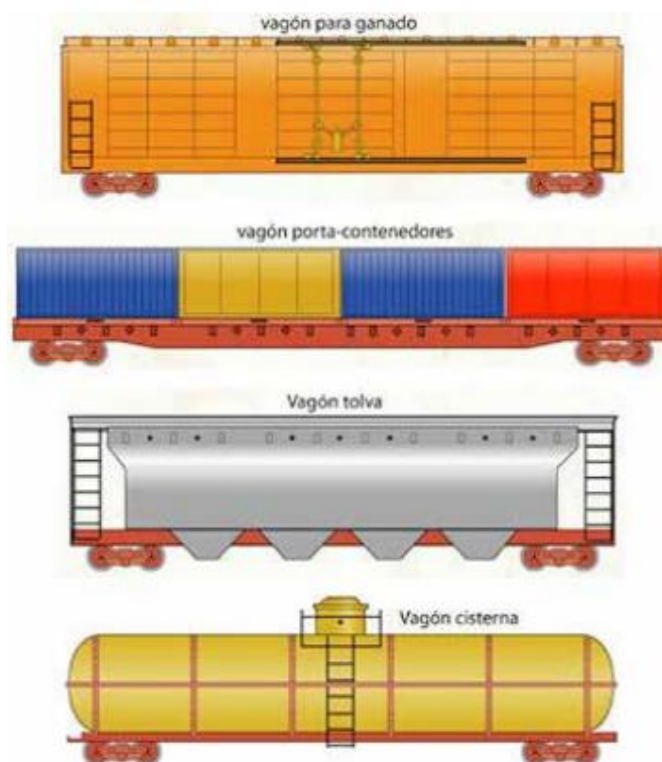 vagón para ganado
vagón porta-contenedores
Vagón tolva
Vagón cisterna